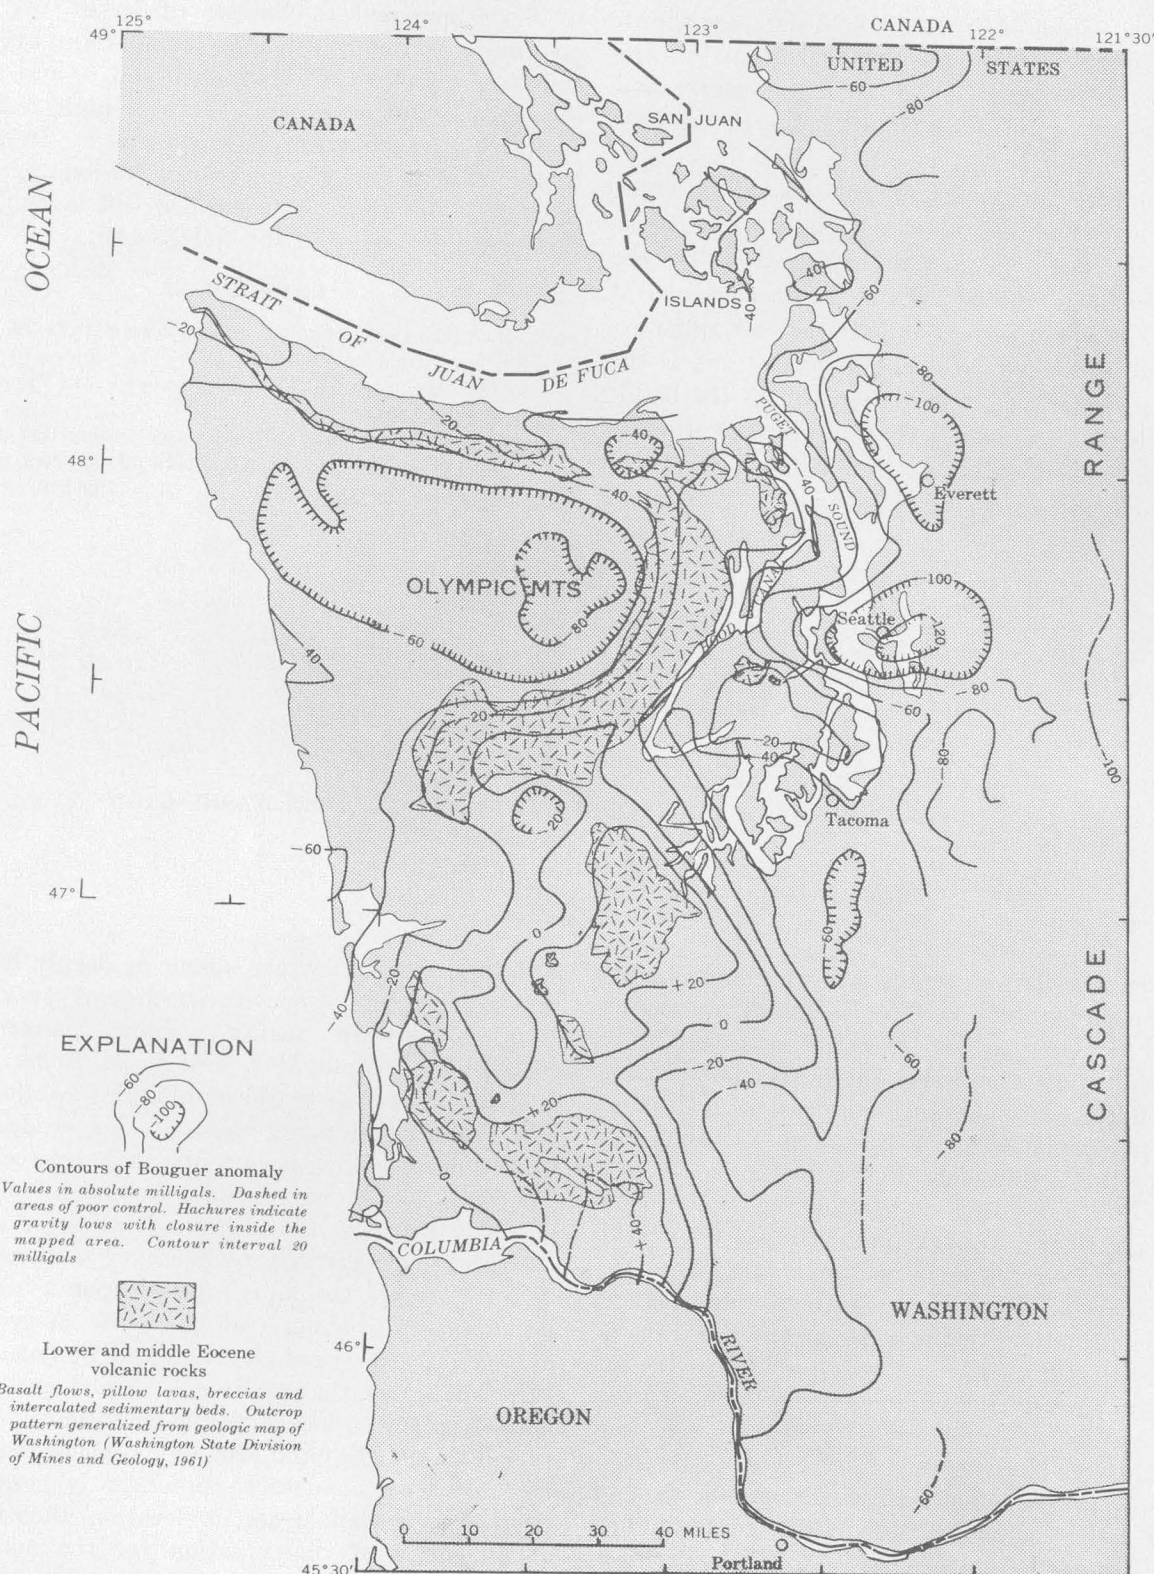 125°
124°
123°
CANADA
122°
121°30'
49°
UNITED
STATES
-60
-80
CANADA
SAN JUAN
OCEAN
40
-60
ISLANDS
-40
STRAIT
OF
JUAN
DE FUCA
-20
-80
RANGE
-100
PUGET
20
-40
48°
-40
40
Everett
SOUND
OLYMPIC MTS
-80
-100
Seattle
-120
-60
HOOD
PACIFIC
40
-80
-60
20
-20
-80
-100
40
Tacoma
20
-60
47°
-60
0
CASCADE
-20
+20
-40
0
-60
EXPLANATION
-20
-60
-40
-80
-100
+20
-80
Contours of Bouguer anomaly
Values in absolute milligals. Dashed in
areas of poor control. Hachures indicate
gravity lows with closure inside the
mapped area. Contour interval 20
milligals
0
+40
COLUMBIA
WASHINGTON
Lower and middle Eocene
volcanic rocks
46°
RIVER
Basalt flows, pillow lavas, breccias and
intercalated sedimentary beds. Outcrop
pattern generalized from geologic map of
Washington (Washington State Division
of Mines and Geology, 1961)
OREGON
-60
0 10 20 30 40 MILES
Portland
45°30'